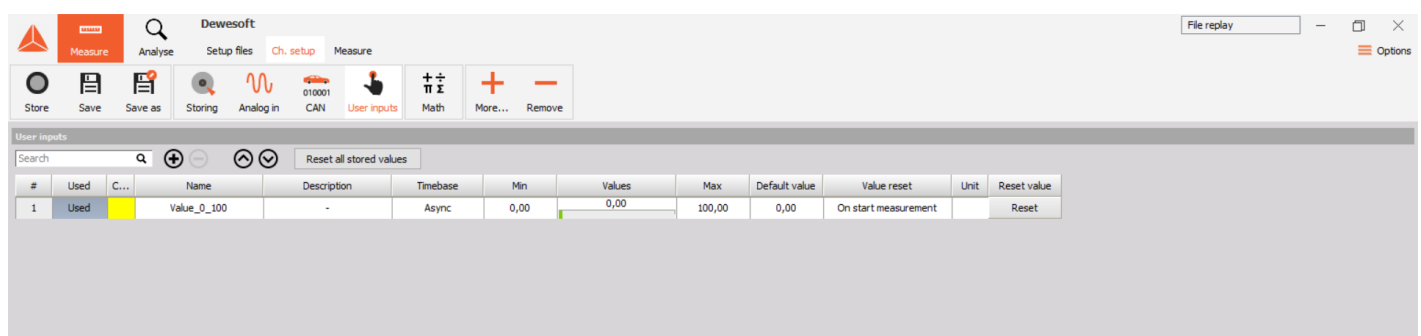 Dewesoft
File replay
Measure
Analyse
Setup files
Ch. setup
Measure
Options
Store
Save
Save as
Storing
Analog in
010001
CAN
User inputs
Math
More...
Remove
User inputs
Search
Reset all stored values
# Used C... Name Description Timebase Min Values Max Default value Value reset Unit Reset value
1 Used Value_0_100 - Async 0,00 0,00 100,00 0,00 On start measurement Reset